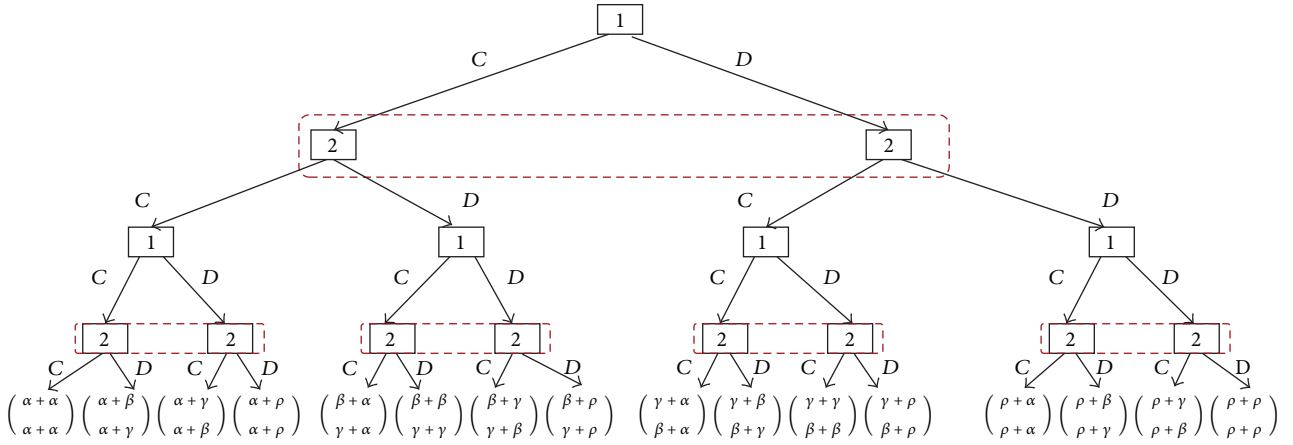 1
C D
2 2
C D C D
1 1 1 1
C D C D C D C D
2 2 2 2 2 2 2 2
C D C D C D C D C D C D C D C D
(α + α) (α + β) (α + γ) (α + ρ) (β + α) (β + β) (β + γ) (β + ρ) (γ + α) (γ + β) (γ + γ) (γ + ρ) (ρ + α) (ρ + β) (ρ + γ) (ρ + ρ)
(α + α) (α + γ) (α + β) (α + ρ) (γ + α) (γ + γ) (γ + β) (γ + ρ) (β + α) (β + γ) (β + β) (β + ρ) (ρ + α) (ρ + γ) (ρ + β) (ρ + ρ)